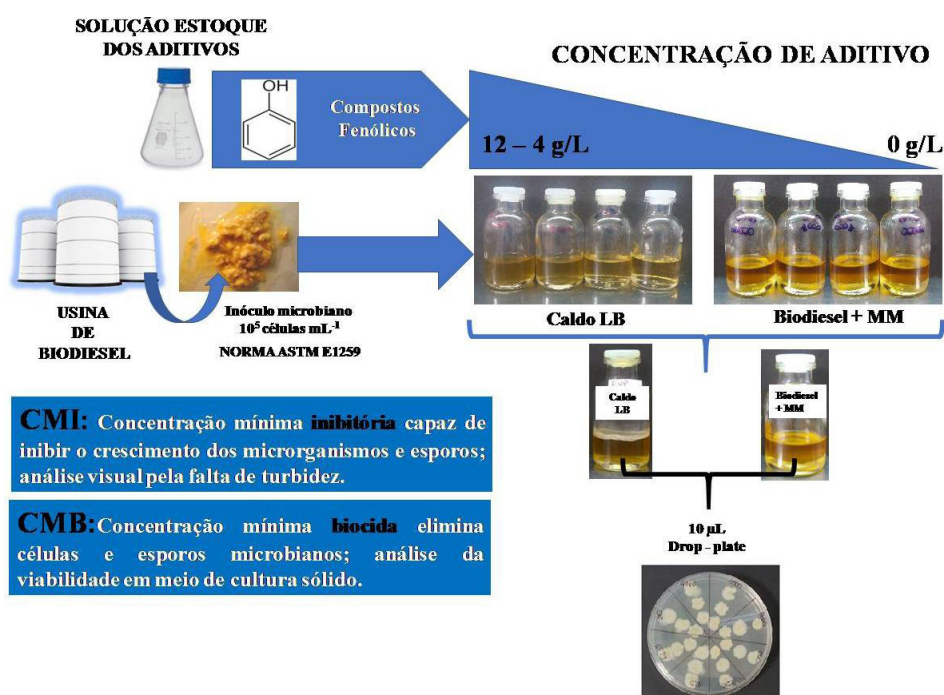 SOLUÇÃO ESTOQUE
DOS ADITIVOS
CONCENTRAÇÃO DE ADITIVO
OH
Compostos
Fenólicos
12 – 4 g/L
0 g/L
USINA
DE
BIODIESEL
Inóculo microbiano
10⁵ células mL⁻¹
NORMA ASTM E1259
Caldo LB
Biodiesel + MM
Caldo
LB
Biodiesel
+ MM
CMI: Concentração mínima inibitória capaz de
inibir o crescimento dos microrganismos e esporos;
análise visual pela falta de turbidez.
CMB:Concentração mínima biocida elimina
células e esporos microbianos; análise da
viabilidade em meio de cultura sólido.
10 µL
Drop – plate